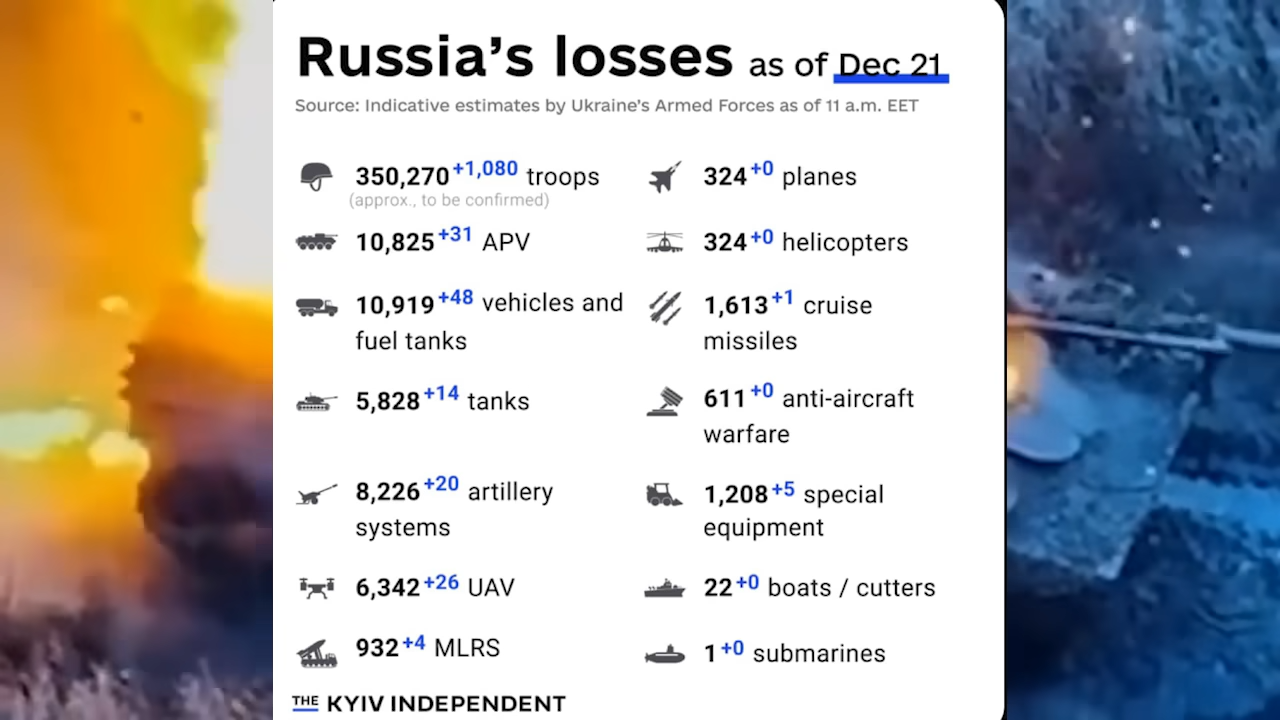 Russia's losses as of Dec 21
Source: Indicative estimates by Ukraine's Armed Forces as of 11 a.m. EET
350,270 +1,080 troops
(approx., to be confirmed)
10,825 +31 APV
10,919 +48 vehicles and
fuel tanks
5,828 +14 tanks
8,226 +20 artillery
systems
6,342 +26 UAV
932 +4 MLRS
324 +0 planes
324 +0 helicopters
1,613 +1 cruise
missiles
611 +0 anti-aircraft
warfare
1,208 +5 special
equipment
22 +0 boats / cutters
1 +0 submarines
THE KYIV INDEPENDENT